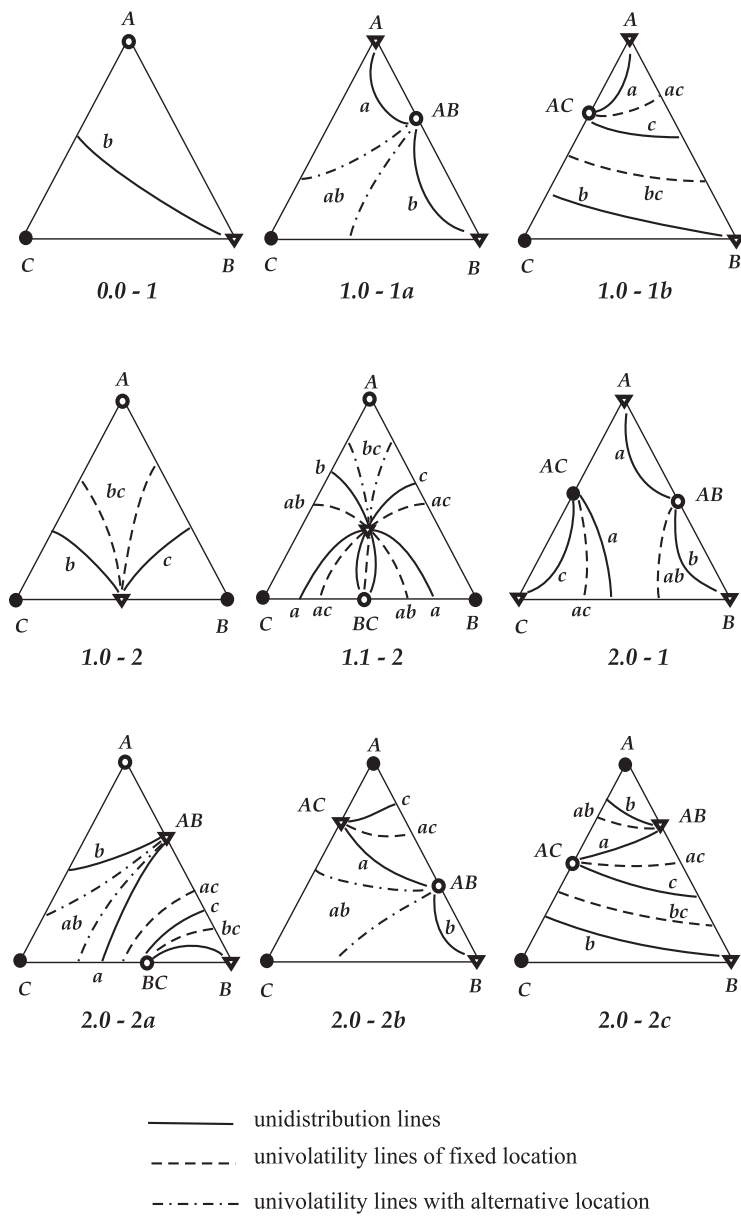 A
b
C
B
0.0 - 1
A
a
AB
ab
b
C
B
1.0 - 1a
A
AC
a
ac
c
bc
b
C
B
1.0 - 1b
A
bc
b
c
C
B
1.0 - 2
A
bc
b
c
ab
ac
C
a
ac
BC
ab
a
B
1.1 - 2
A
a
AC
AB
a
c
b
ab
ac
C
B
2.0 - 1
A
AB
b
ac
ab
c
bc
C
a
BC
B
2.0 - 2a
A
AC
c
ac
a
AB
ab
b
C
B
2.0 - 2b
A
ab
b
AB
a
AC
ac
c
bc
b
C
B
2.0 - 2c
unidistribution lines
univolatility lines of fixed location
univolatility lines with alternative location